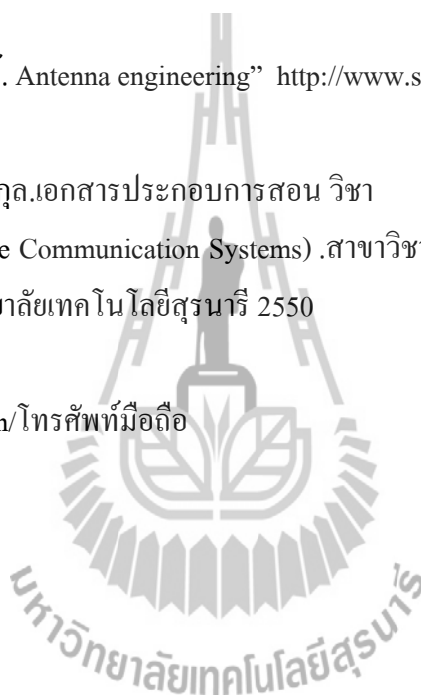 . Antenna engineering” http://www.s
กุล.เอกสารประกอบการสอน วิชา
e Communication Systems) .สาขาวิชา
ยาลัยเทคโนโลยีสุรนารี 2550
/โทรศัพท์มือถือ
มหาวิทยาลัยเทคโนโลยีสุรนารี